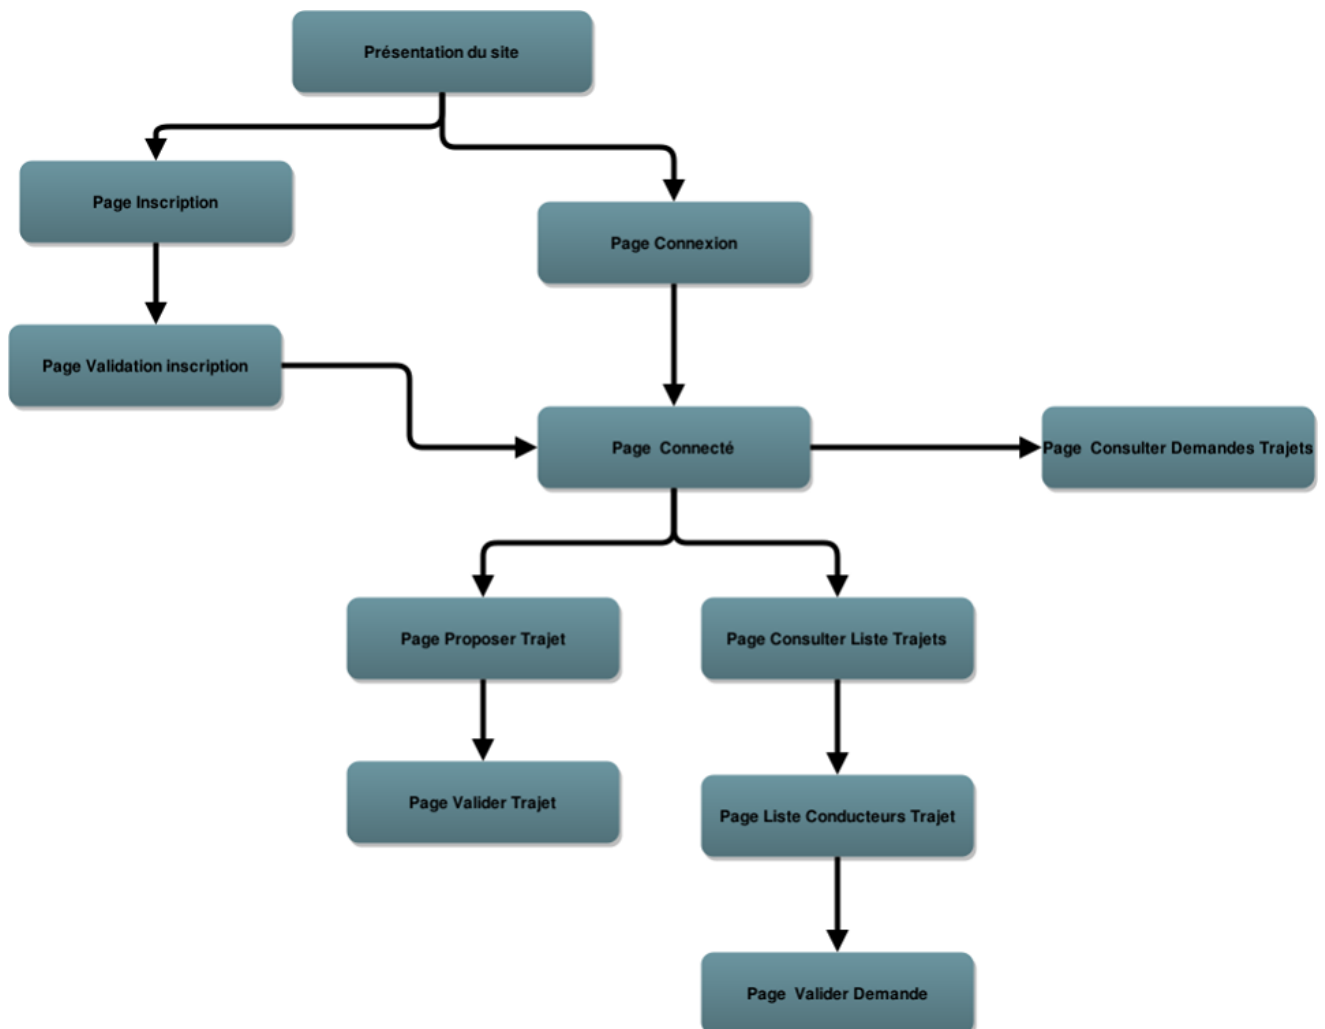 Présentation du site
Page Inscription
Page Connexion
Page Validation inscription
Page  Connecté
Page  Consulter Demandes Trajets
Page Proposer Trajet
Page Consulter Liste Trajets
Page Valider Trajet
Page Liste Conducteurs Trajet
Page  Valider Demande